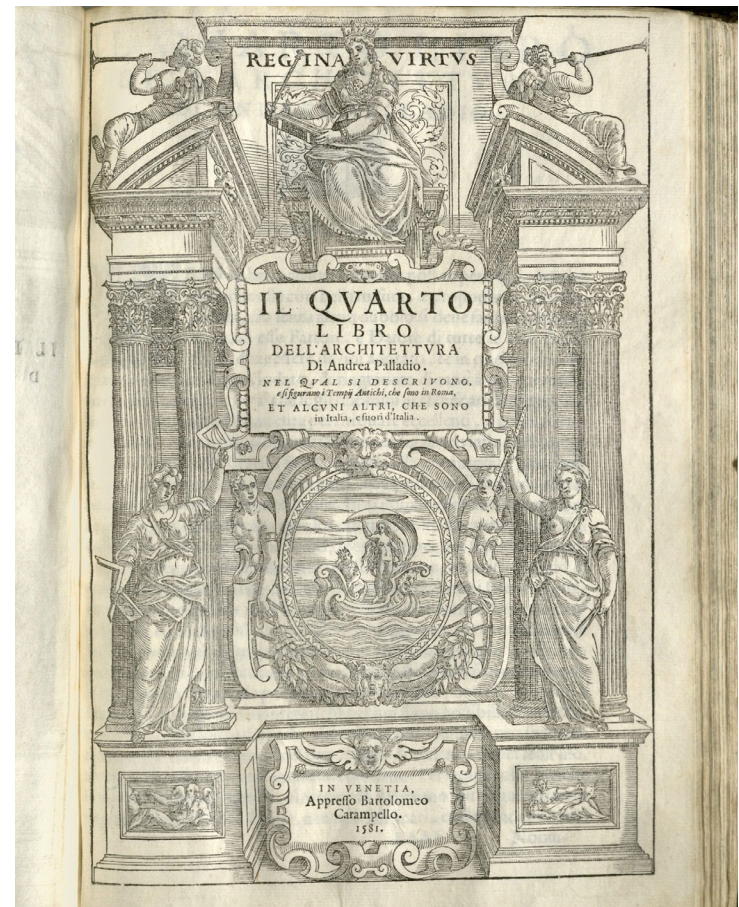 REGINA VIRTVS
IL QVARTO
LIBRO
DELL'ARCHITETTVRA
Di Andrea Palladio.
NEL QVAL SI DESCRIVONO,
e si figurano i Tempij Antichi, che sono in Roma,
ET ALCVNI ALTRI, CHE SONO
in Italia, e fuori d'Italia.
IN VENETIA,
Appresso Bartolomeo
Carampello.
1581.